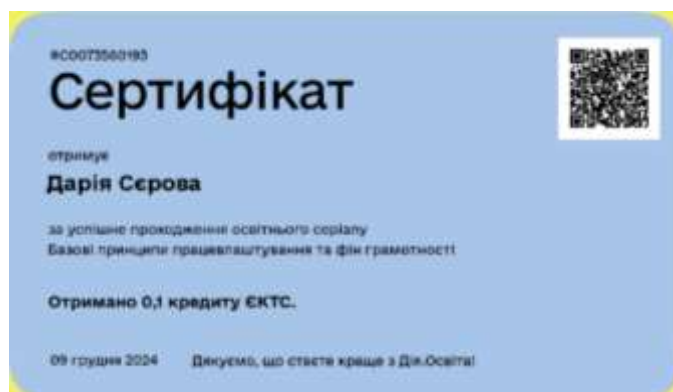 #C0073560193
Сертифікат
отримує
Дарія Сєрова
за успішне проходження освітнього серіалу
Базові принципи працевлаштування та фін грамотності
Отримано 0,1 кредиту ЄКТС.
09 грудня 2024 Дякуємо, що стаєте краще з Дія.Освіта!